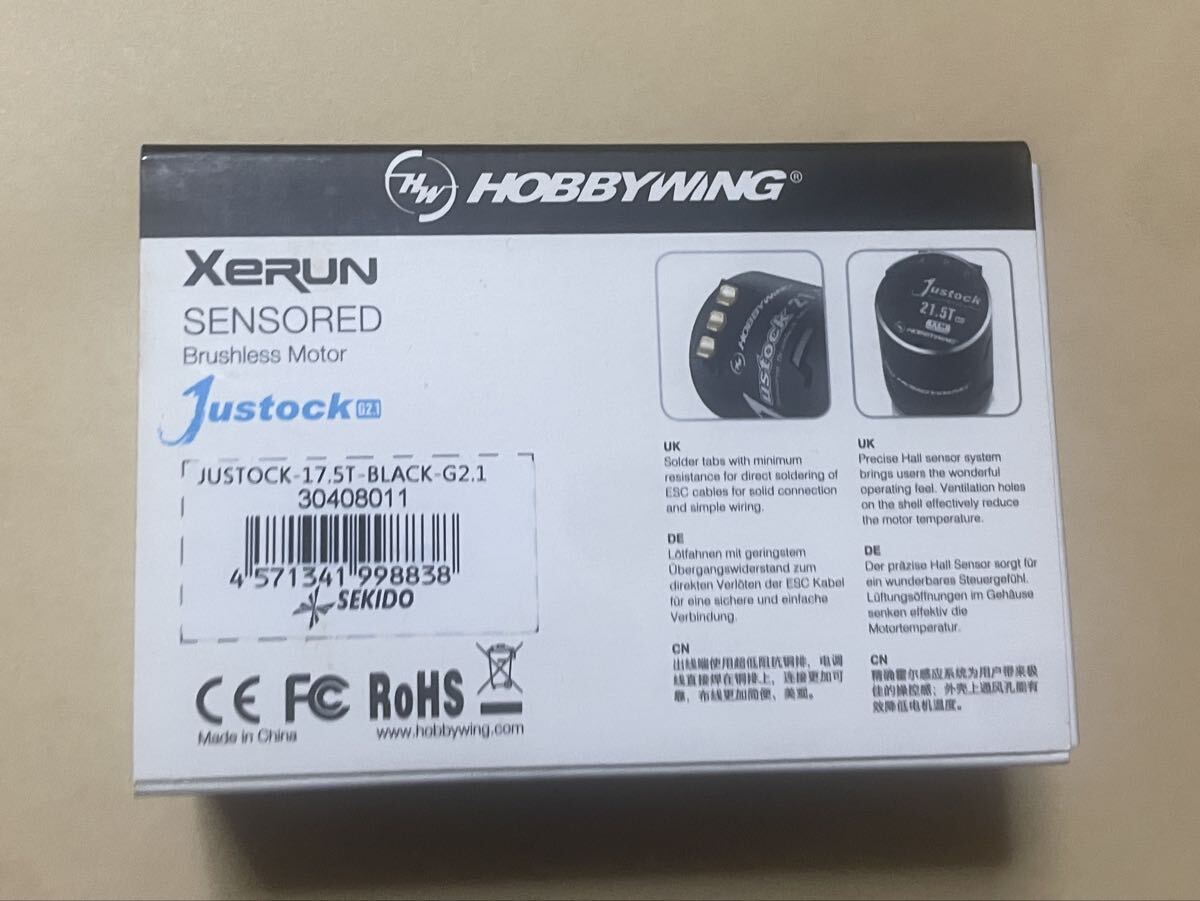 HW HOBBYWING®
XERUN
SENSORED
Brushless Motor
Justock G2.1
JUSTOCK-17.5T-BLACK-G2.1
30408011
4 571341 998838
SEKIDO
CE FC RoHS
Made in China
www.hobbywing.com
HOBBYWING
Justock 21
Justock
21.5T
HOBBYWING
HOBBYWING
UK
Solder tabs with minimum
resistance for direct soldering of
ESC cables for solid connection
and simple wiring.
DE
Lötfahnen mit geringstem
Übergangswiderstand zum
direkten Verlöten der ESC Kabel
für eine sichere und einfache
Verbindung.
CN
出线端使用超低阻抗铜排，电调
线直接焊在铜排上，连接更加可
靠，布线更加简便、美观。
UK
Precise Hall sensor system
brings users the wonderful
operating feel. Ventilation holes
on the shell effectively reduce
the motor temperature.
DE
Der präzise Hall Sensor sorgt für
ein wunderbares Steuergefühl.
Lüftungsöffnungen im Gehäuse
senken effektiv die
Motortemperatur.
CN
精确霍尔感应系统为用户带来极
佳的操控感；外壳上通风孔能有
效降低电机温度。